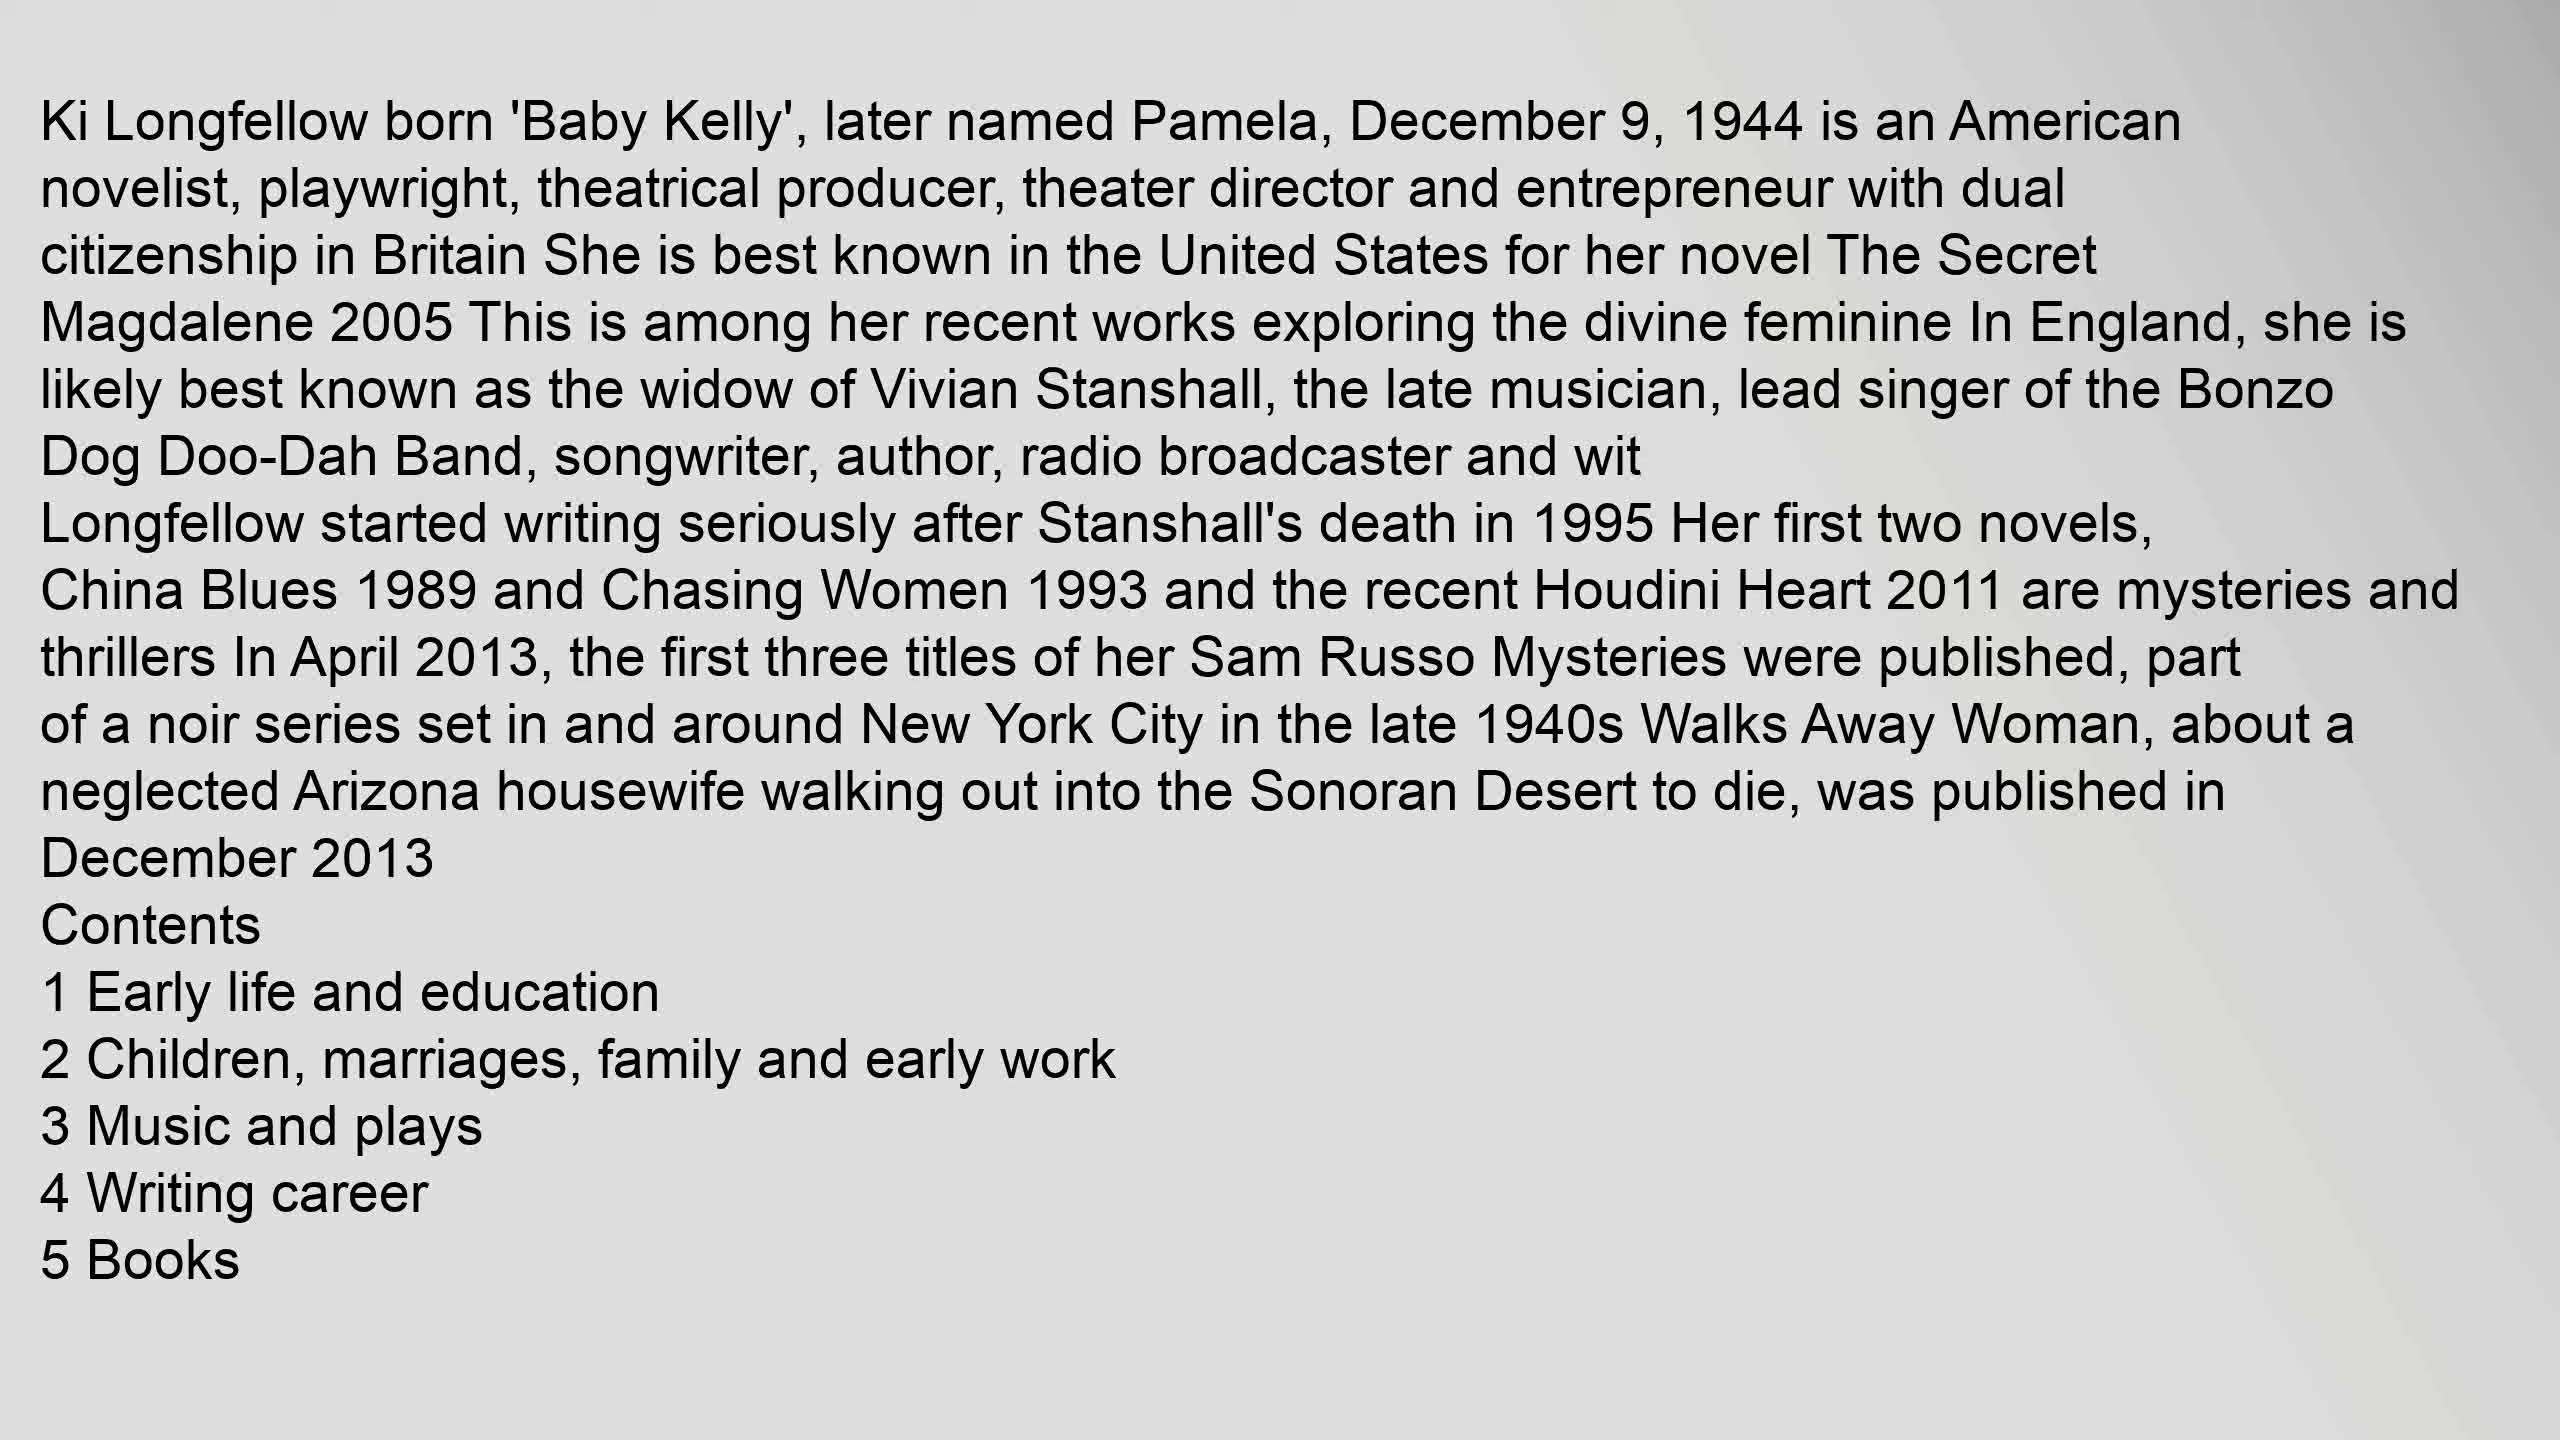 Ki Longfellow born 'Baby Kelly', later named Pamela, December 9, 1944 is an American
novelist, playwright, theatrical producer, theater director and entrepreneur with dual
citizenship in Britain She is best known in the United States for her novel The Secret
Magdalene 2005 This is among her recent works exploring the divine feminine In England, she is
likely best known as the widow of Vivian Stanshall, the late musician, lead singer of the Bonzo
Dog Doo-Dah Band, songwriter, author, radio broadcaster and wit
Longfellow started writing seriously after Stanshall's death in 1995 Her first two novels,
China Blues 1989 and Chasing Women 1993 and the recent Houdini Heart 2011 are mysteries and
thrillers In April 2013, the first three titles of her Sam Russo Mysteries were published, part
of a noir series set in and around New York City in the late 1940s Walks Away Woman, about a
neglected Arizona housewife walking out into the Sonoran Desert to die, was published in
December 2013
Contents
1 Early life and education
2 Children, marriages, family and early work
3 Music and plays
4 Writing career
5 Books